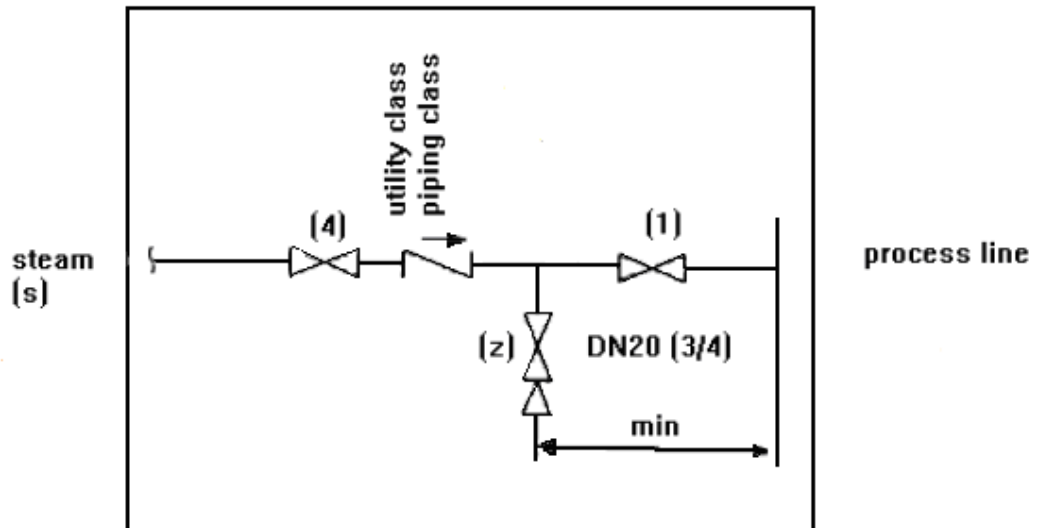 utility class
piping class
(4)
(1)
steam
(s)
process line
(z)
DN20 (3/4)
min